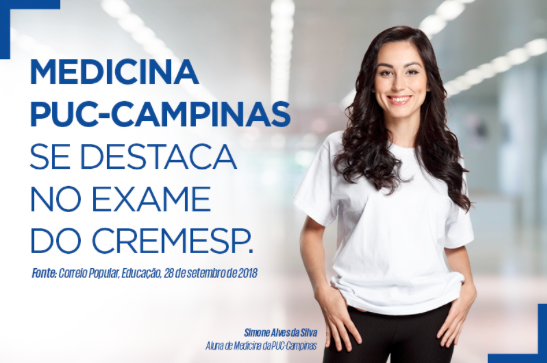 MEDICINA
PUC-CAMPINAS
SE DESTACA
NO EXAME
DO CREMESP.
Fonte: Correio Popular, Educação, 28 de setembro de 2018
Simone Alves da Silva
Aluna de Medicina da PUC-Campinas